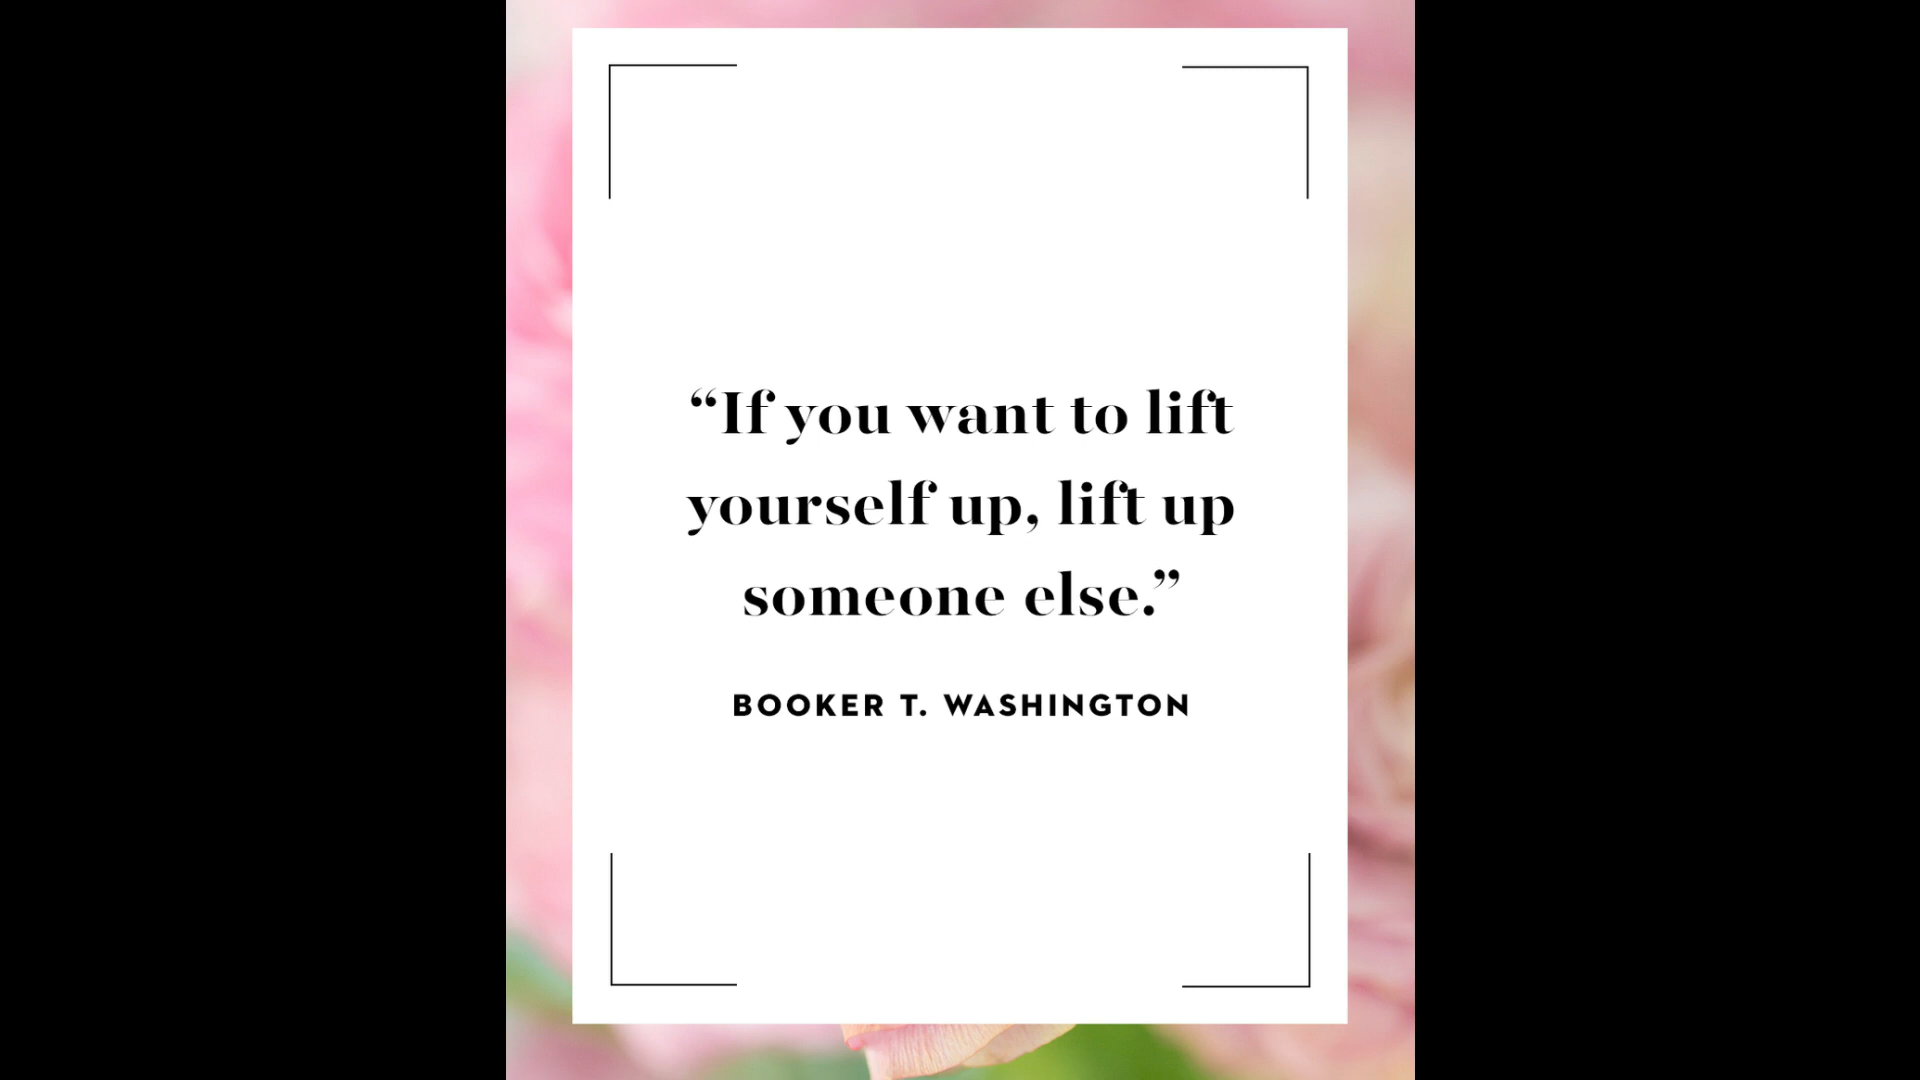 “If you want to lift
yourself up, lift up
someone else.”
BOOKER T. WASHINGTON